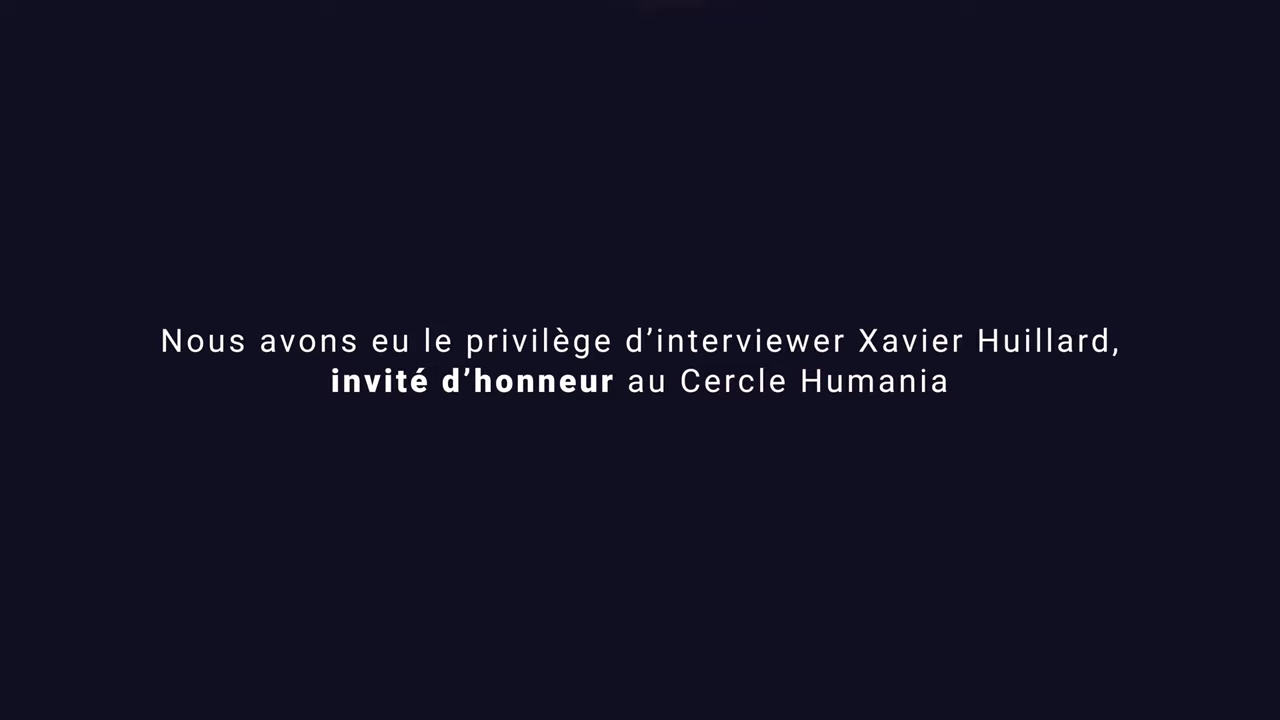 Nous avons eu le privilège d’interviewer Xavier Huillard,
invité d’honneur au Cercle Humania